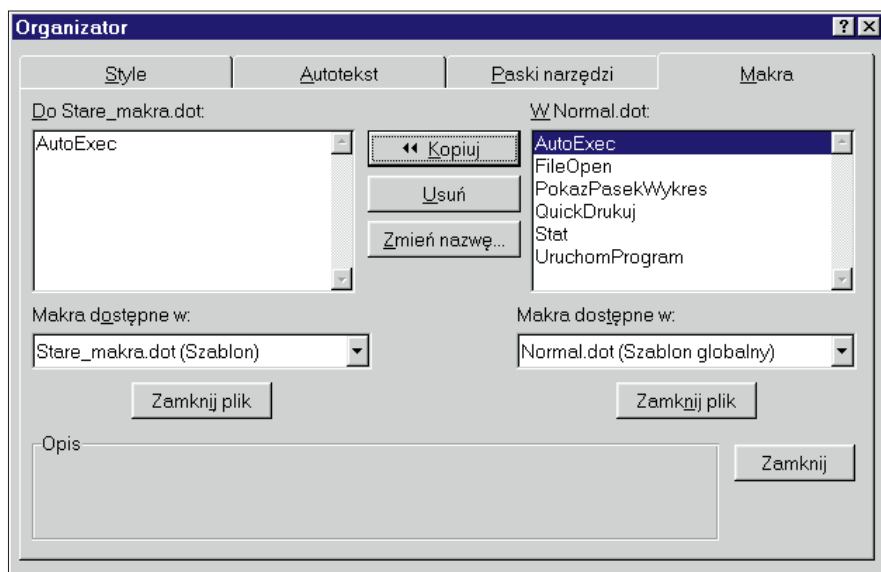 Organizator
Style Autotekst Paski narzędzi Makra
Do Stare_makra.dot: W Normal.dot:
AutoExec Kopiuj AutoExec
FileOpen
Usuń PokazPasekWykres
QuickDrukuj
Zmień nazwę... Stat
UruchomProgram
Makra dostępne w: Makra dostępne w:
Stare_makra.dot (Szablon) Normal.dot (Szablon globalny)
Zamknij plik Zamknij plik
Opis
Zamknij